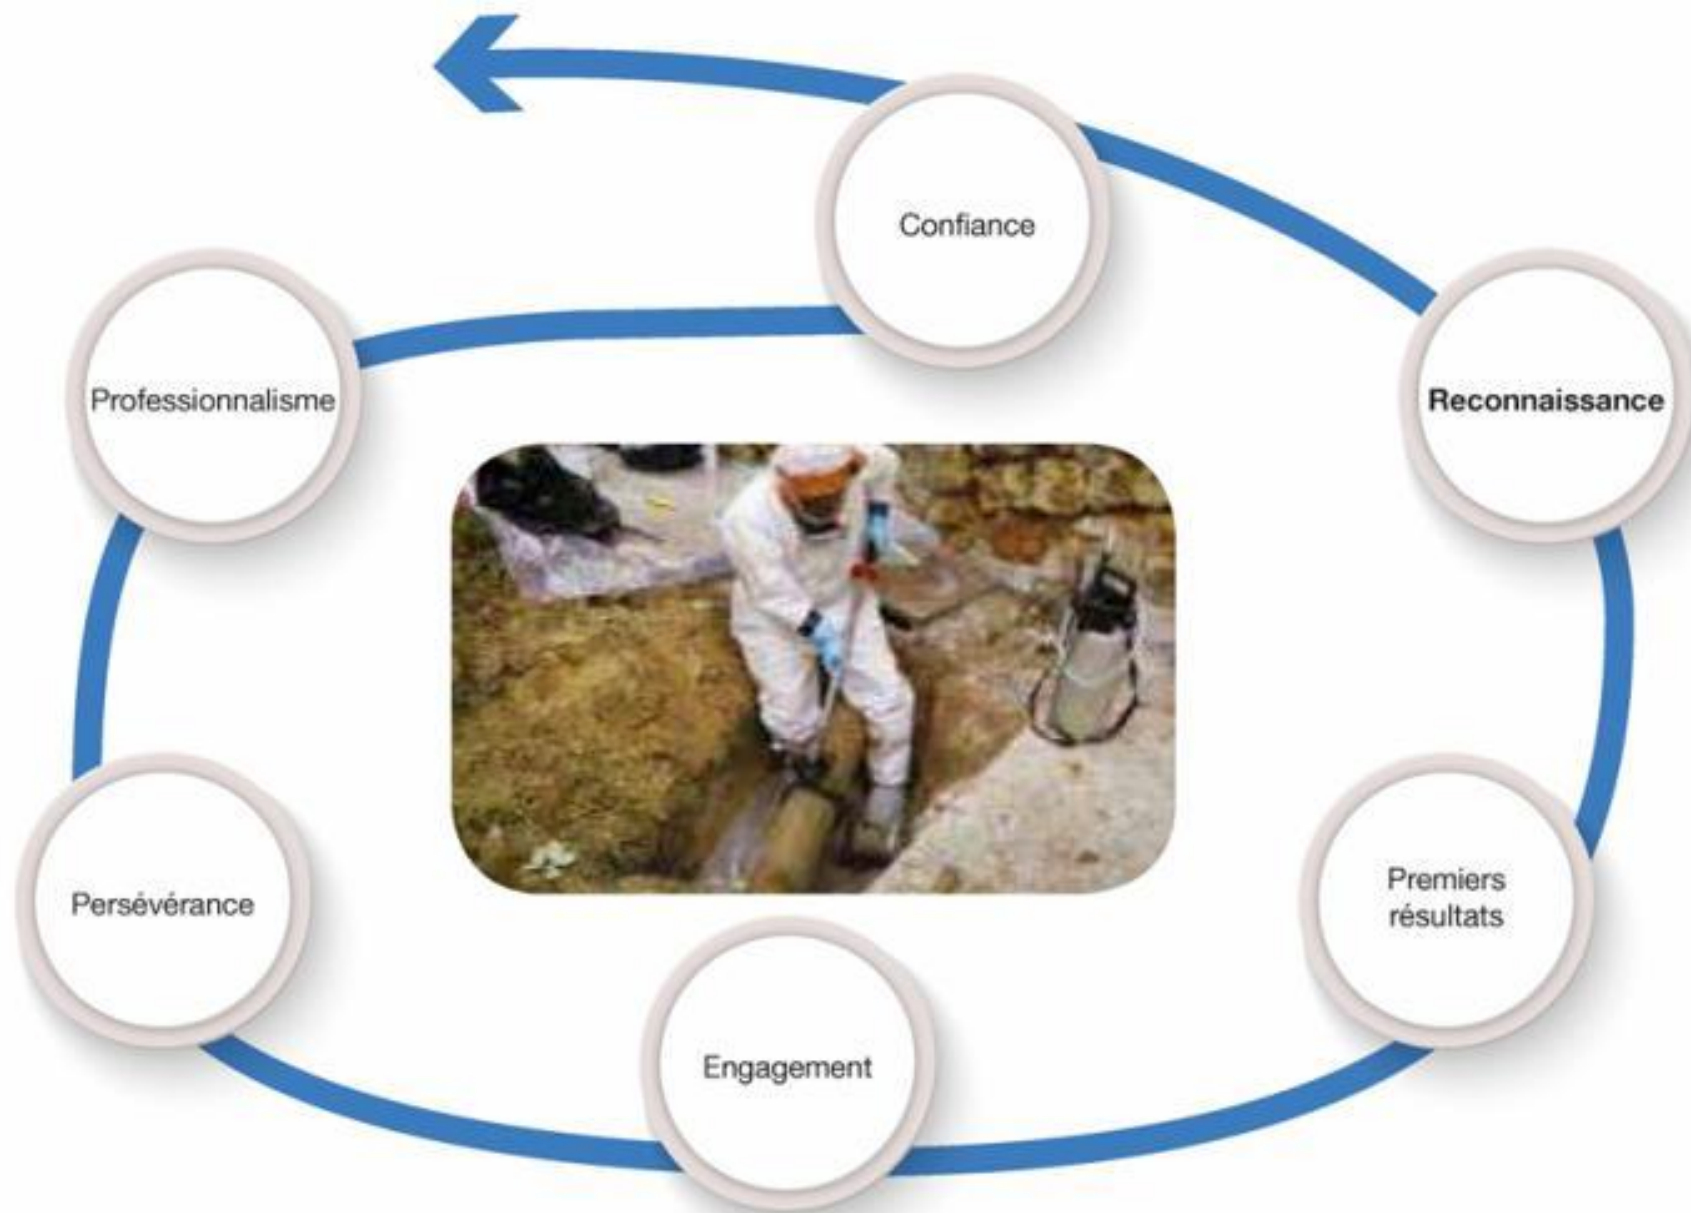 Confiance
Professionnalisme
Reconnaissance
Persévérance
Premiers
résultats
Engagement